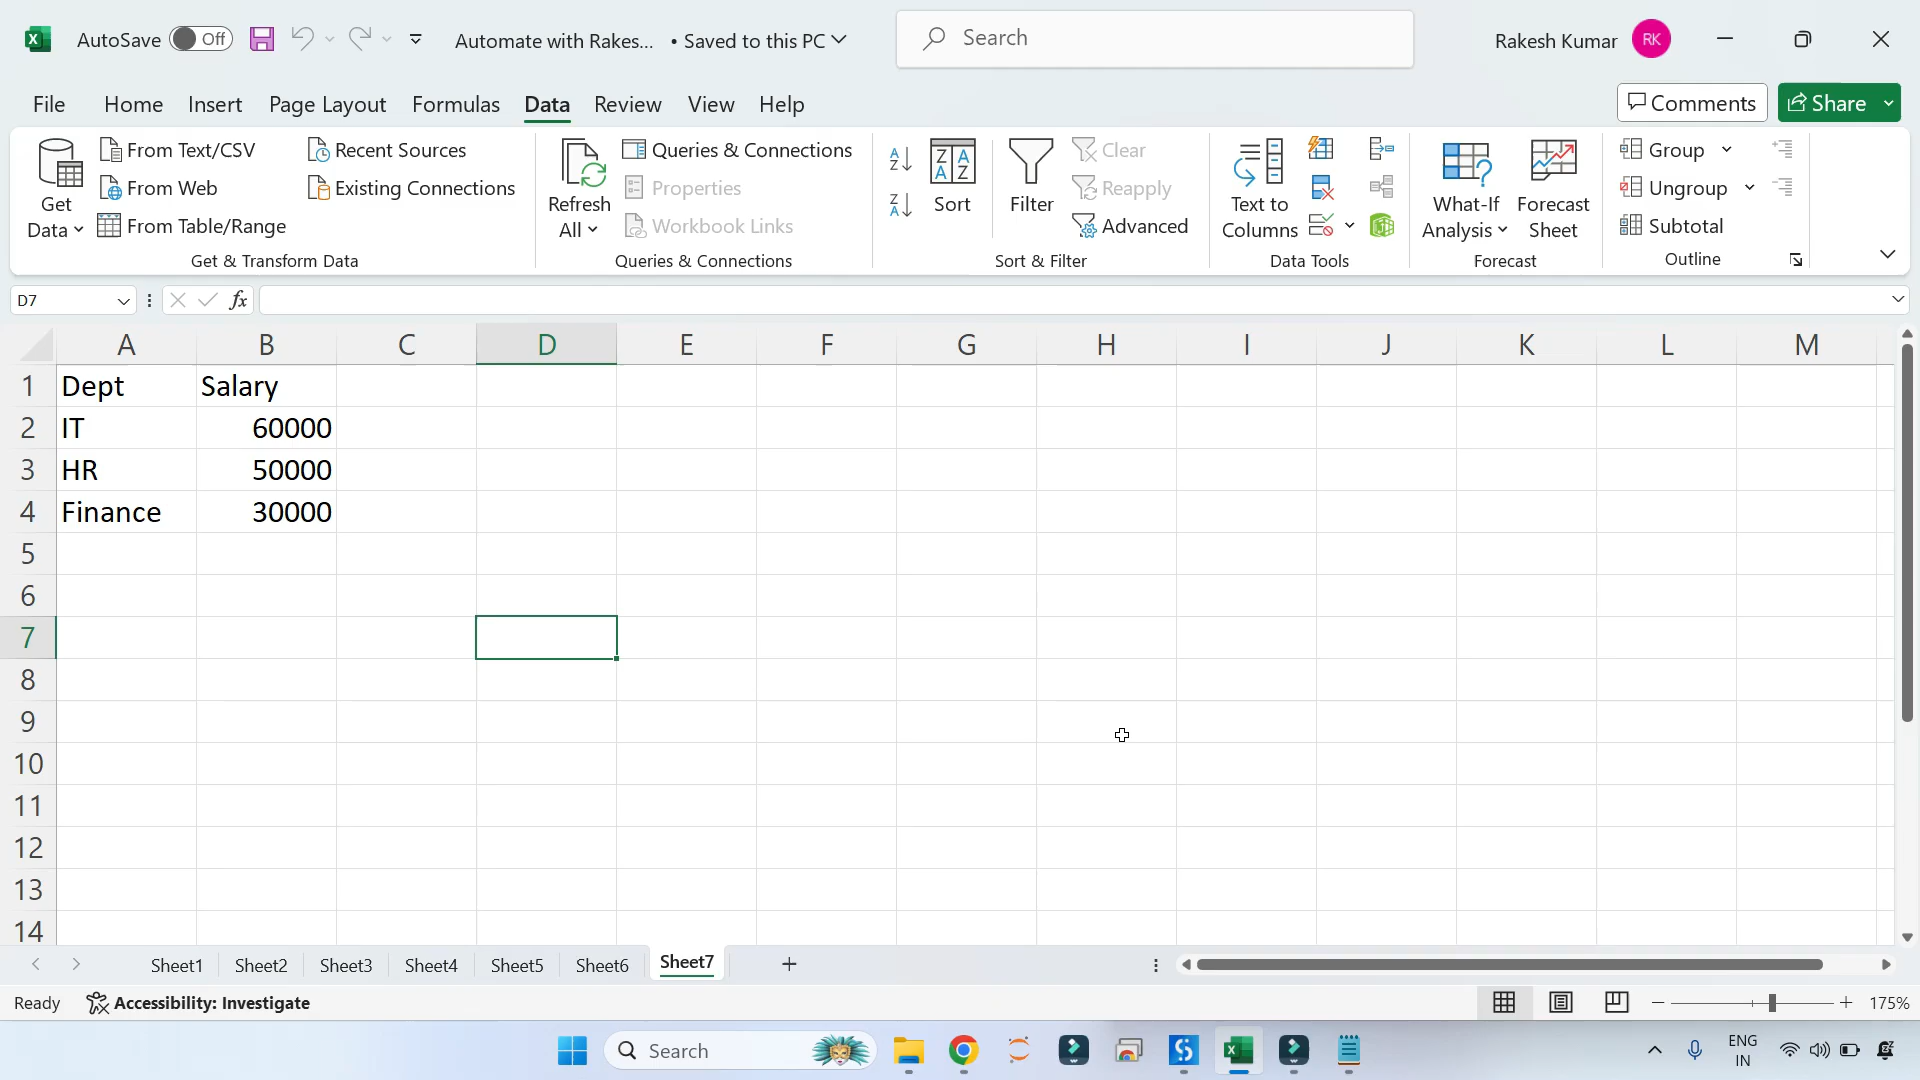 AutoSave Off Automate with Rakes... • Saved to this PC Search Rakesh Kumar RK
File Home Insert Page Layout Formulas Data Review View Help Comments Share
Get Data From Text/CSV From Web From Table/Range Recent Sources Existing Connections
Get & Transform Data
Refresh All Queries & Connections Properties Workbook Links
Queries & Connections
Sort Filter Clear Reapply Advanced
Sort & Filter
Text to Columns
Data Tools
What-If Analysis Forecast Sheet
Forecast
Group Ungroup Subtotal
Outline
D7 fx
A B C D E F G H I J K L M
1 Dept Salary
2 IT 60000
3 HR 50000
4 Finance 30000
5
6
7
8
9
10
11
12
13
14
Sheet1 Sheet2 Sheet3 Sheet4 Sheet5 Sheet6 Sheet7
Ready Accessibility: Investigate 175%
Search ENG
IN